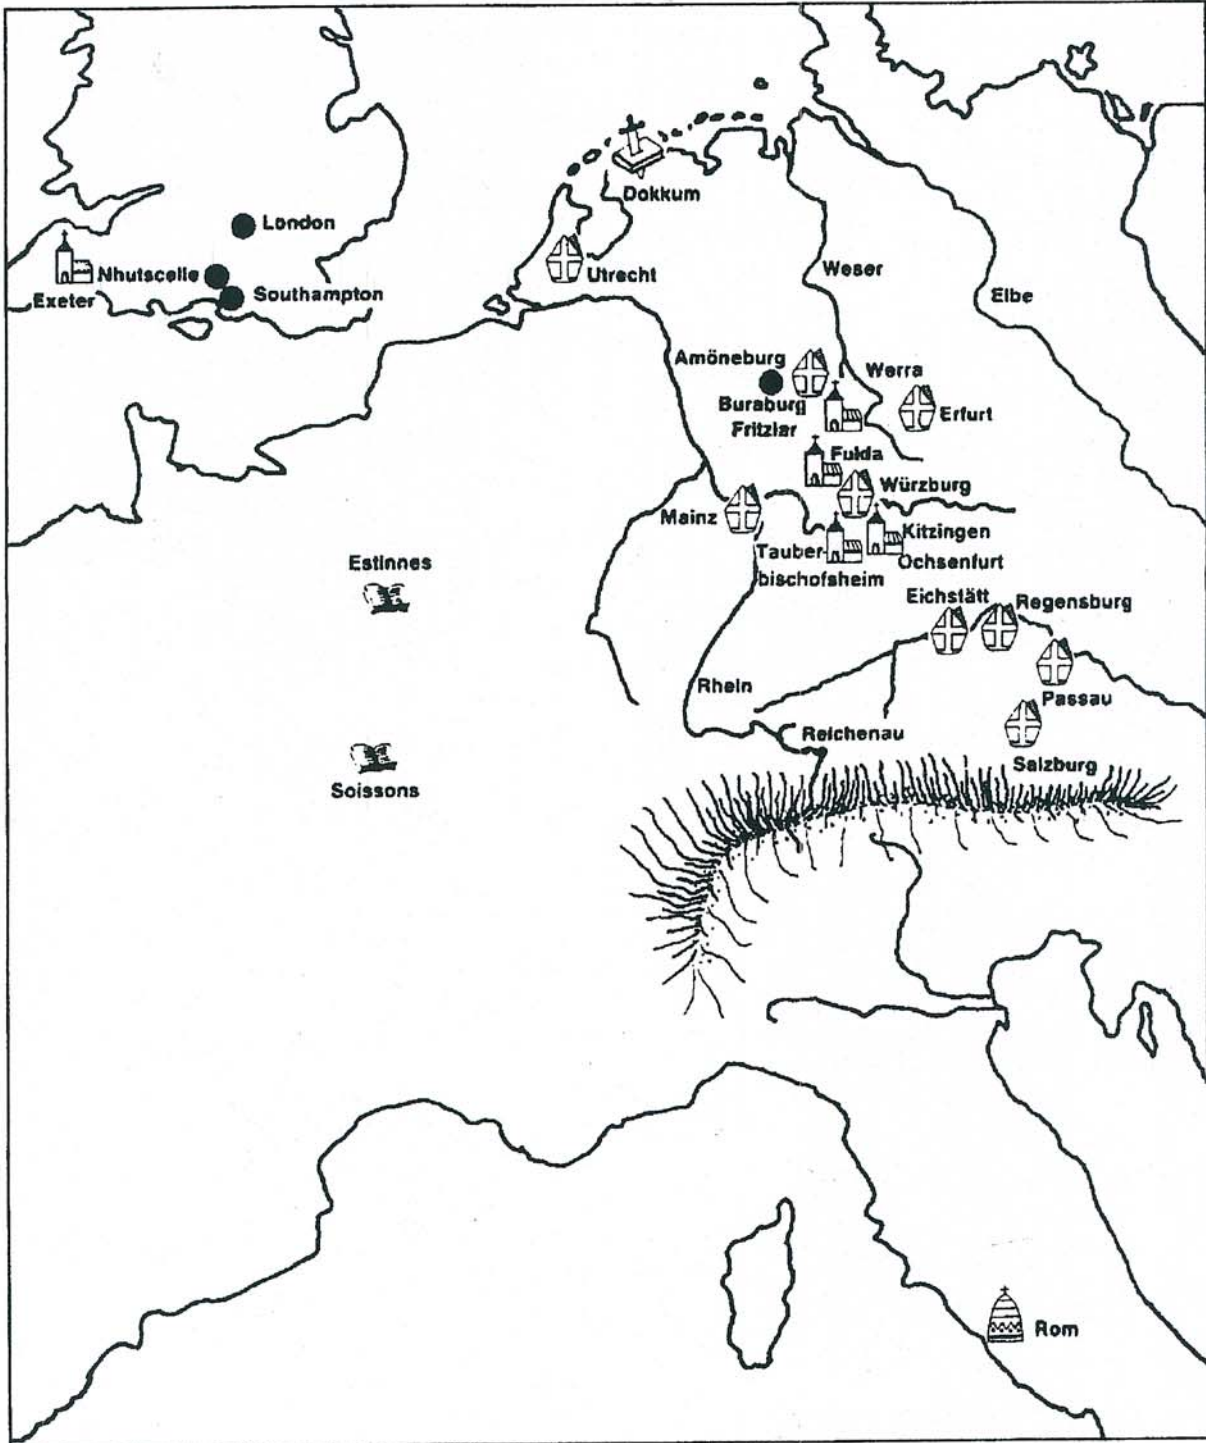 Dokkum
London
Nhutscelle
Utrecht
Weser
Exeter
Southampton
Elbe
Amöneburg
Werra
Buraburg
Erfurt
Fritzlar
Fulda
Würzburg
Mainz
Kitzingen
Tauber-
bischofsheim
Ochsenfurt
Estinnes
Eichstätt
Regensburg
Rhein
Passau
Reichenau
Salzburg
Soissons
Rom